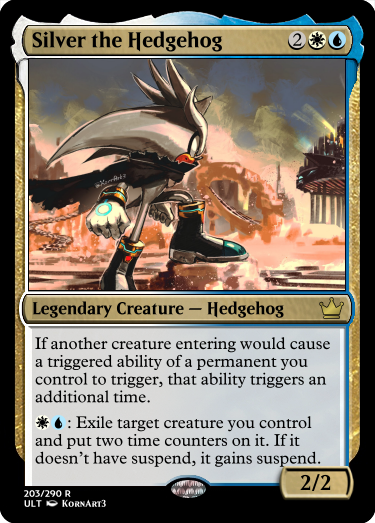 Silver the Hedgehog 2
@KornArt3
Legendary Creature — Hedgehog
If another creature entering would cause
a triggered ability of a permanent you
control to trigger, that ability triggers an
additional time.
: Exile target creature you control
and put two time counters on it. If it
doesn't have suspend, it gains suspend.
2/2
203/290 R
ULT KornArt3